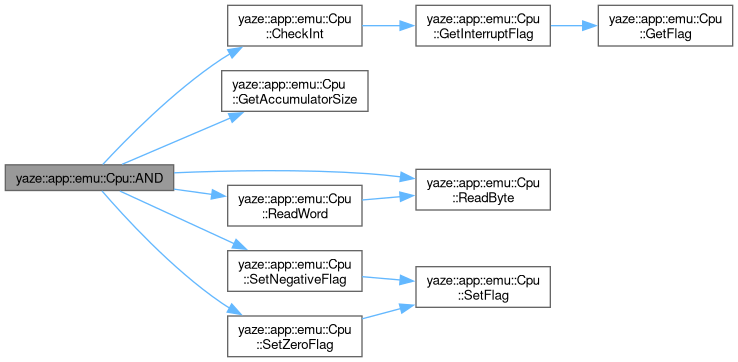 yaze::app::emu::Cpu
::CheckInt
yaze::app::emu::Cpu
::GetInterruptFlag
yaze::app::emu::Cpu
::GetFlag
yaze::app::emu::Cpu
::GetAccumulatorSize
yaze::app::emu::Cpu::AND
yaze::app::emu::Cpu
::ReadByte
yaze::app::emu::Cpu
::ReadWord
yaze::app::emu::Cpu
::SetNegativeFlag
yaze::app::emu::Cpu
::SetFlag
yaze::app::emu::Cpu
::SetZeroFlag